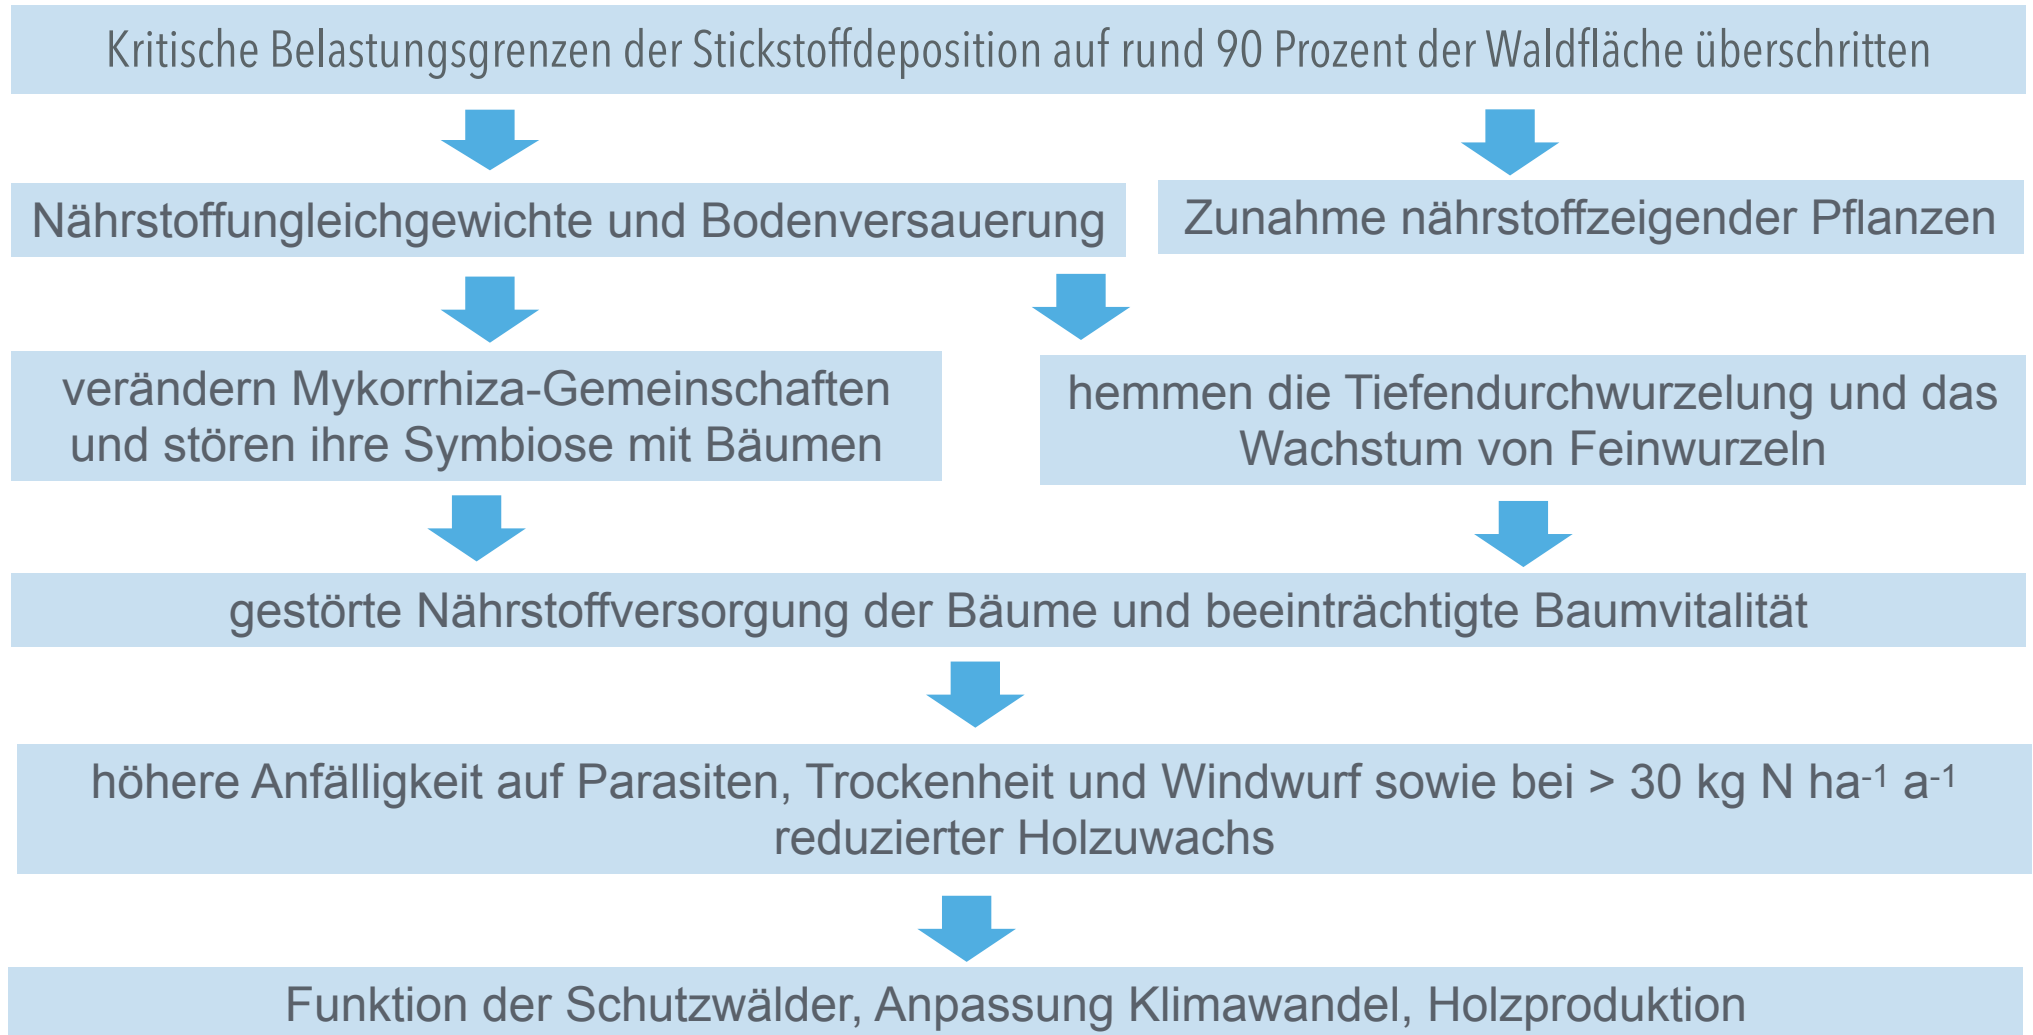 Kritische Belastungsgrenzen der Stickstoffdeposition auf rund 90 Prozent der Waldfläche überschritten
Nährstoffungleichgewichte und Bodenversauerung
Zunahme nährstoffzeigender Pflanzen
verändern Mykorrhiza-Gemeinschaften
und stören ihre Symbiose mit Bäumen
hemmen die Tiefendurchwurzelung und das
Wachstum von Feinwurzeln
gestörte Nährstoffversorgung der Bäume und beeinträchtigte Baumvitalität
höhere Anfälligkeit auf Parasiten, Trockenheit und Windwurf sowie bei > 30 kg N ha⁻¹ a⁻¹
reduzierter Holzuwachs
Funktion der Schutzwälder, Anpassung Klimawandel, Holzproduktion